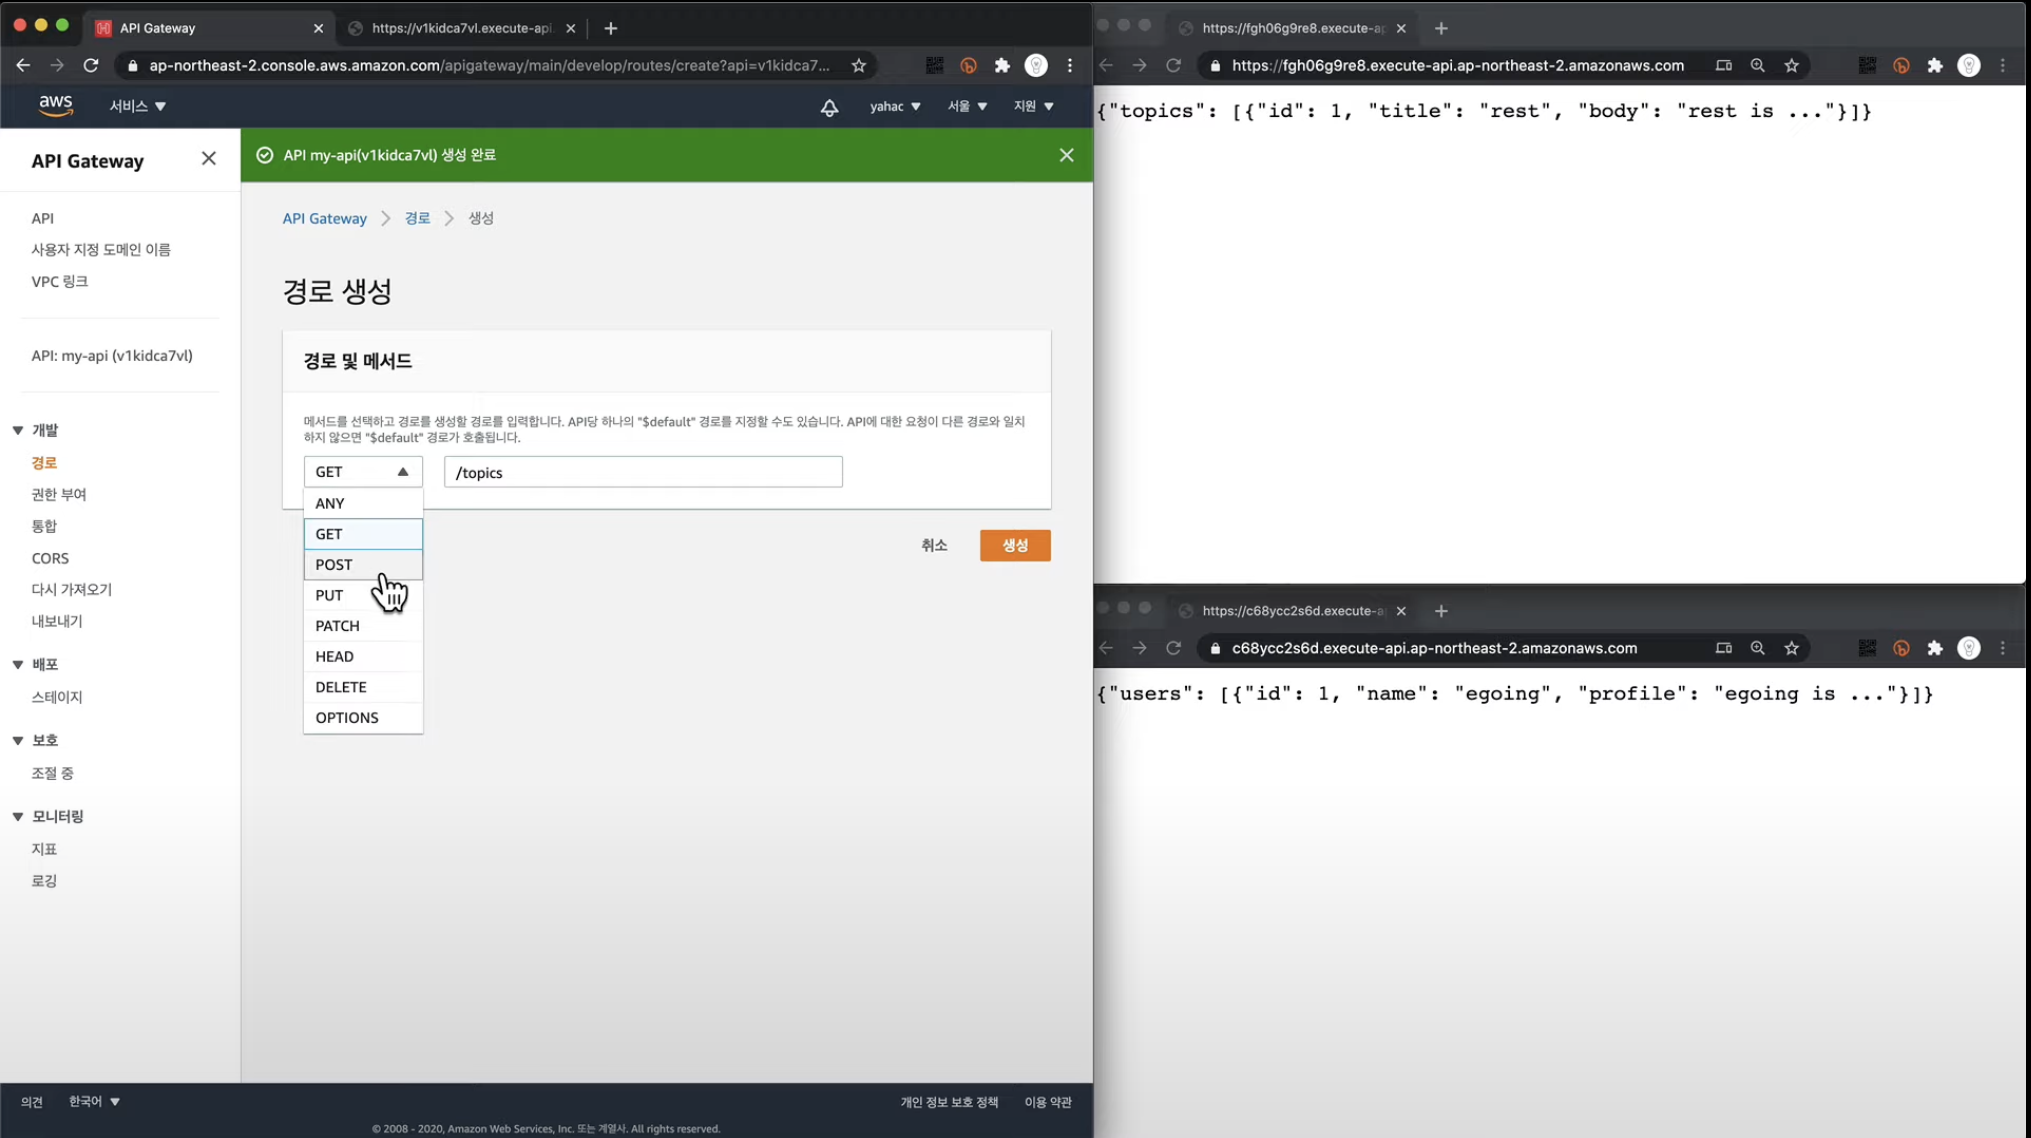 API Gateway
https://v1kidca7vl.execute-api.
ap-northeast-2.console.aws.amazon.com/apigateway/main/develop/routes/create?api=v1kidca7...
aws
서비스
yahac
서울
지원
API Gateway
API
사용자 지정 도메인 이름
VPC 링크
API: my-api (v1kidca7vl)
개발
경로
권한 부여
통합
CORS
다시 가져오기
내보내기
배포
스테이지
보호
조절 중
모니터링
지표
로깅
API my-api(v1kidca7vl) 생성 완료
API Gateway
경로
생성
경로 생성
경로 및 메서드
메서드를 선택하고 경로를 생성할 경로를 입력합니다. API당 하나의 "$default" 경로를 지정할 수도 있습니다. API에 대한 요청이 다른 경로와 일치
하지 않으면 "$default" 경로가 호출됩니다.
GET
/topics
ANY
GET
POST
PUT
PATCH
HEAD
DELETE
OPTIONS
취소
생성
의견
한국어
개인 정보 보호 정책
이용 약관
© 2008 - 2020, Amazon Web Services, Inc. 또는 계열사. All rights reserved.
https://fgh06g9re8.execute-ap
https://fgh06g9re8.execute-api.ap-northeast-2.amazonaws.com
{"topics": [{"id": 1, "title": "rest", "body": "rest is ..."}]}
https://c68ycc2s6d.execute-a
c68ycc2s6d.execute-api.ap-northeast-2.amazonaws.com
{"users": [{"id": 1, "name": "egoing", "profile": "egoing is ..."}]}